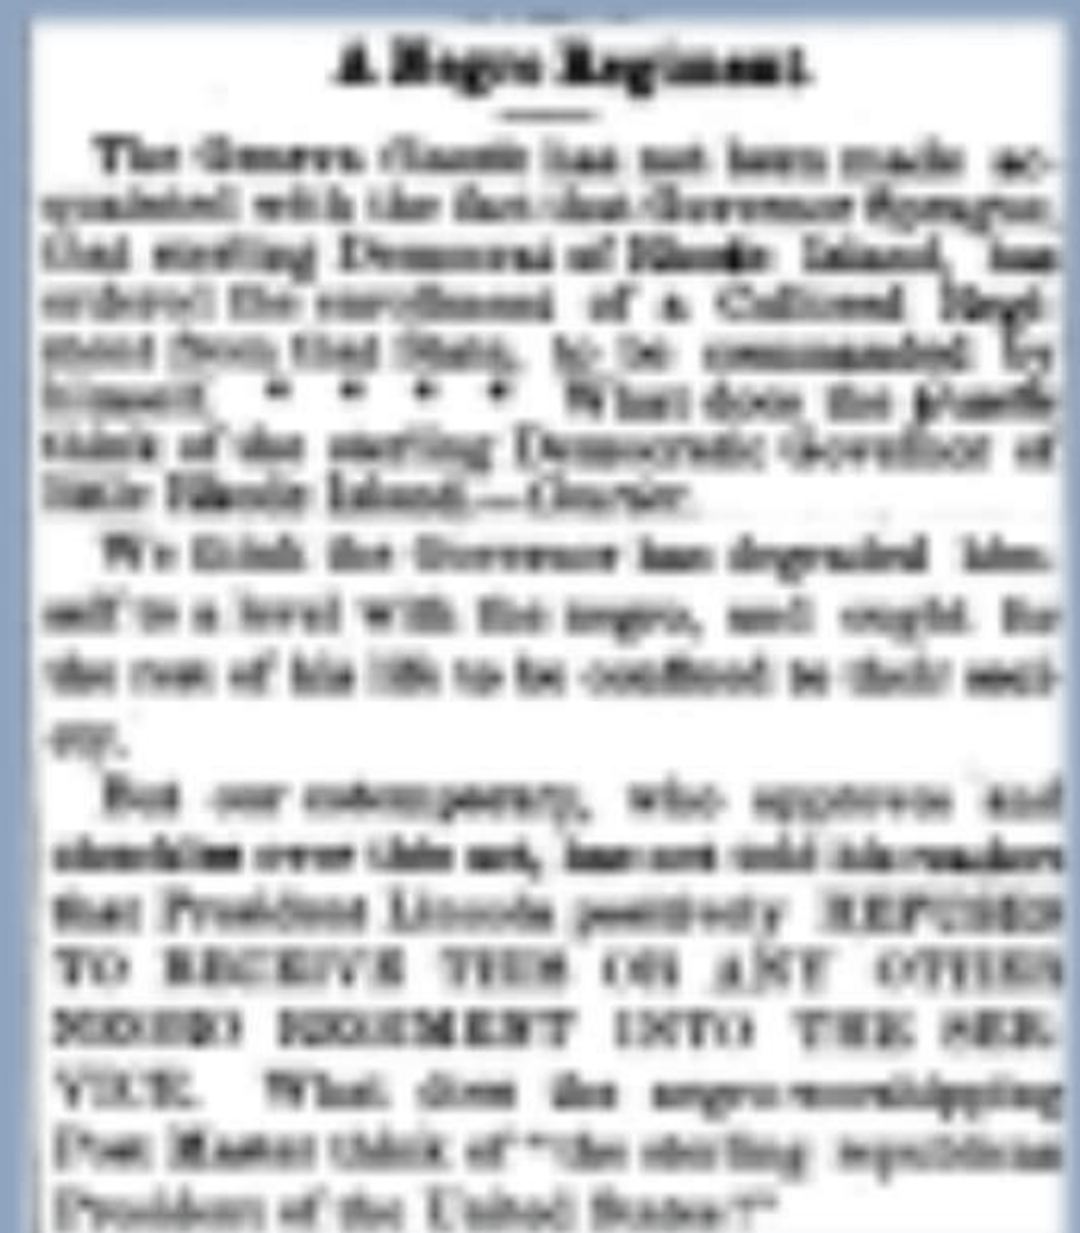 A Negro Regiment.
The Geneva Gazette has not been made ac-
quainted with the fact that Governor Sprague,
that sterling Democrat of Rhode Island, has
ordered the enrollment of a Collored Regi-
ment from that State, to be commanded by
himself. * * * * What does the Gazette
think of the sterling Democratic Governor of
little Rhode Island.—Courier.
We think the Governor has degraded him-
self to a level with the negro, and ought for
the rest of his life to be confined to their soci-
ety.
But our cotemporary, who approves and
chuckles over this act, has not told his readers
that President Lincoln positively REFUSED
TO RECEIVE THIS OR ANY OTHER
NEGRO REGIMENT INTO THE SER-
VICE. What does the negro-worshipping
Post Master think of "the sterling republican
President of the United States?"